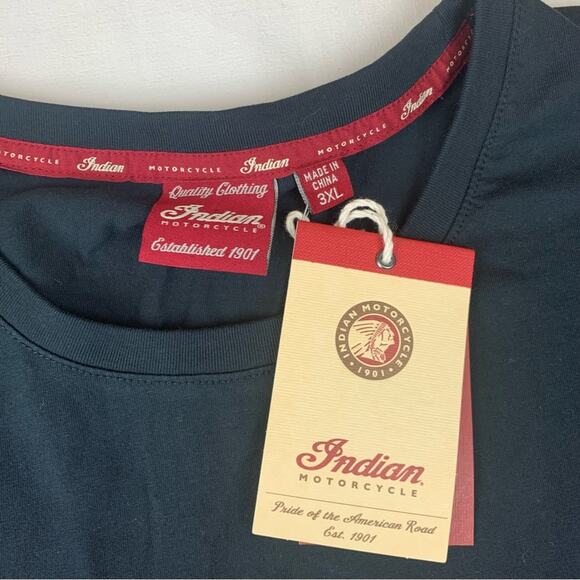 MOTORCYCLE Indian MOTORCYCLE Indian MOTORCYCLE Indian MOTORCYCLE
Quality Clothing
Indian®
MOTORCYCLE
Established 1901
MADE IN
CHINA
3XL
INDIAN MOTORCYCLE
1901
Indian
MOTORCYCLE
Pride of the American Road
Est. 1901